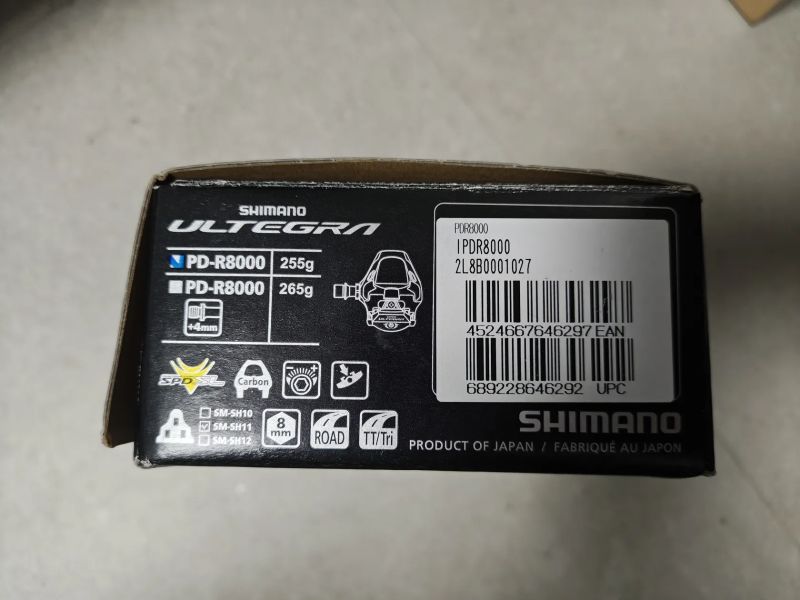 SHIMANO
ULTEGRA
PD-R8000 255g
PD-R8000 265g
+4mm
SPD-SL
Carbon
+
SM-SH10
SM-SH11
SM-SH12
8
mm
ROAD
TT/Tri
ULTEGRA
PDR8000
IPDR8000
2L8B0001027
4524667646297 EAN
689228646292 UPC
SHIMANO
PRODUCT OF JAPAN / FABRIQUÉ AU JAPON